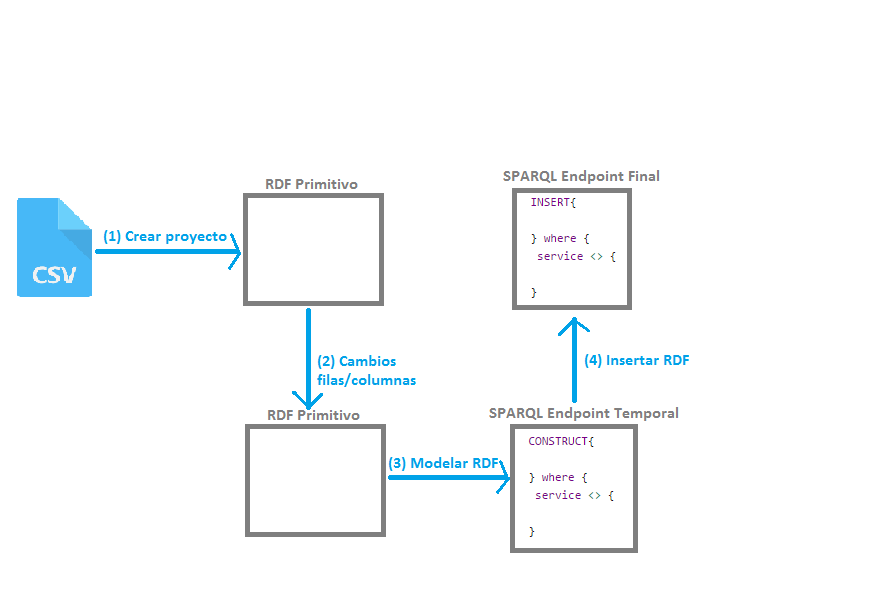 CSV
(1) Crear proyecto
RDF Primitivo
(2) Cambios
filas/columnas
RDF Primitivo
(3) Modelar RDF
SPARQL Endpoint Temporal
CONSTRUCT{
} where {
service <> {
}
(4) Insertar RDF
SPARQL Endpoint Final
INSERT{
} where {
service <> {
}